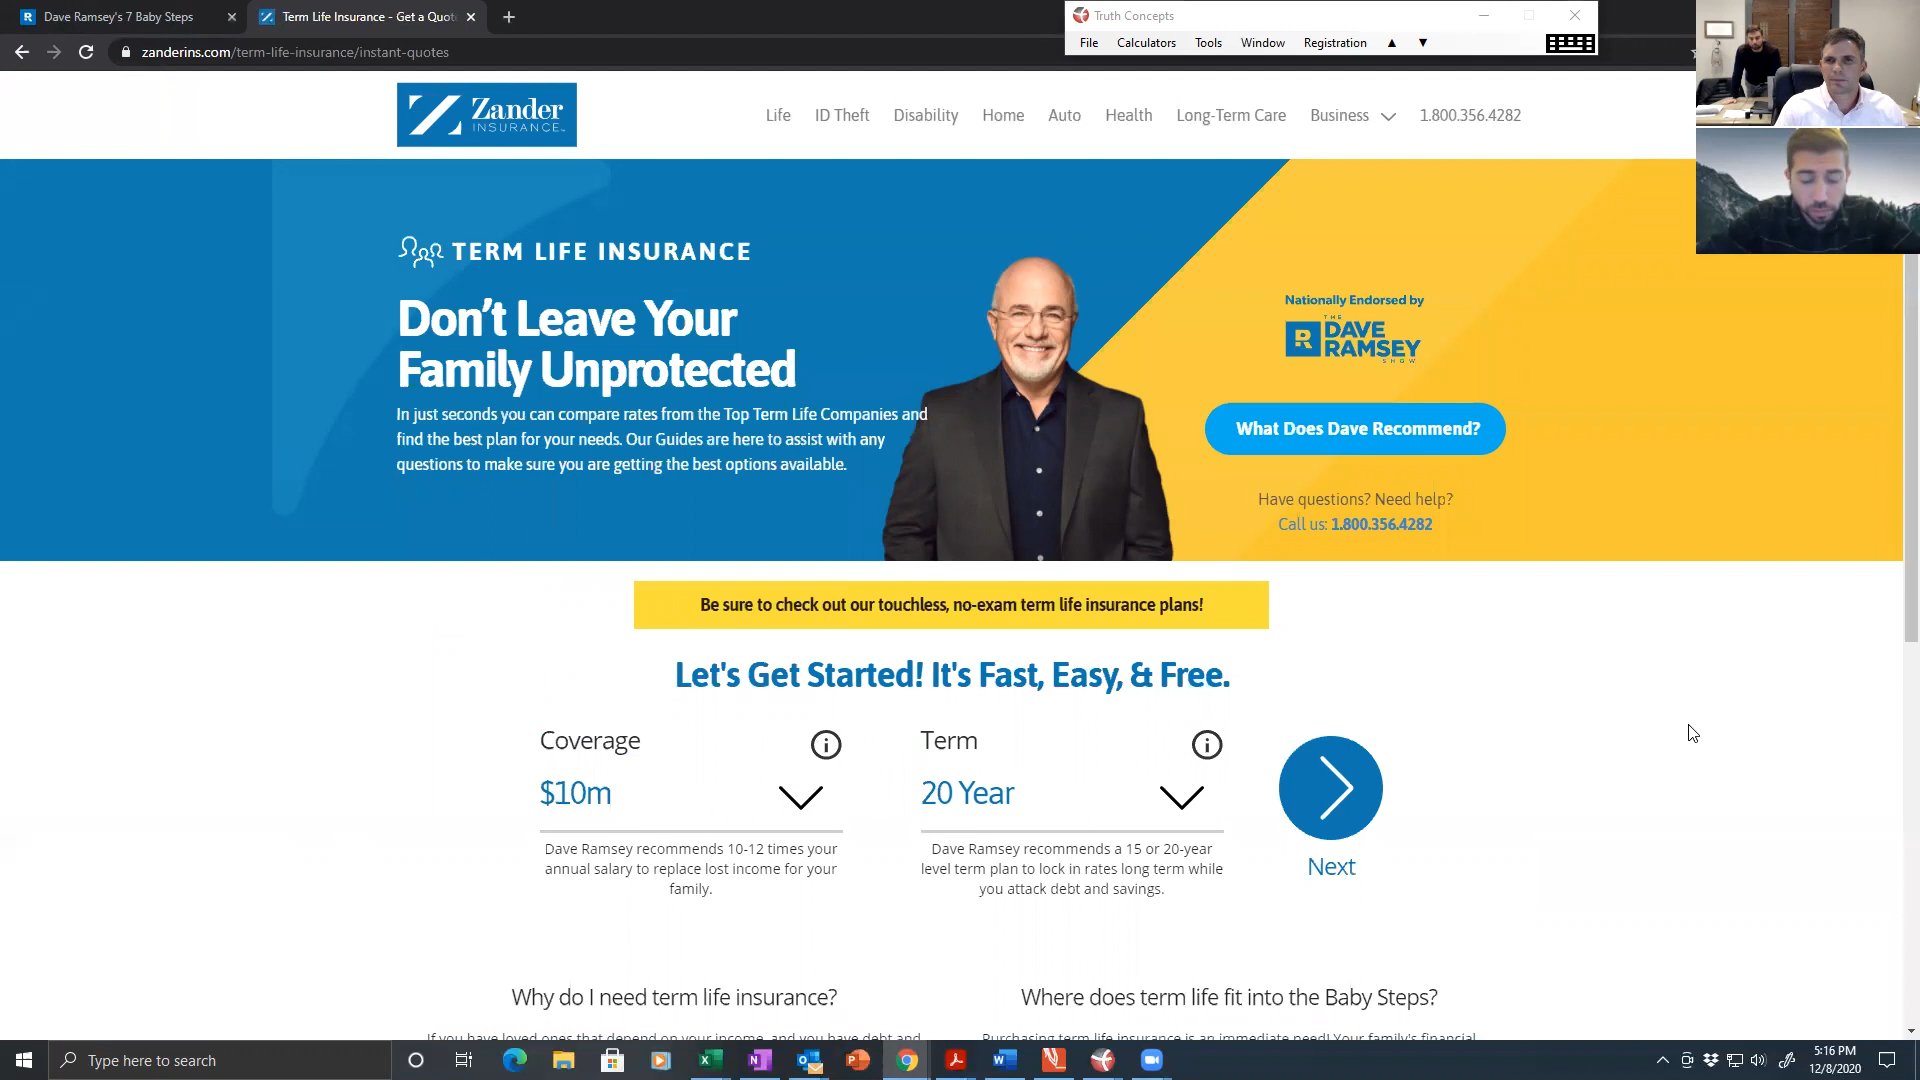 Dave Ramsey's 7 Baby Steps
Term Life Insurance - Get a Quot
Truth Concepts
File Calculators Tools Window Registration
zanderins.com/term-life-insurance/instant-quotes
Zander
INSURANCE
Life ID Theft Disability Home Auto Health Long-Term Care Business 1.800.356.4282
TERM LIFE INSURANCE
Don't Leave Your
Family Unprotected
In just seconds you can compare rates from the Top Term Life Companies and
find the best plan for your needs. Our Guides are here to assist with any
questions to make sure you are getting the best options available.
Nationally Endorsed by
THE
DAVE
RAMSEY
SHOW
R
What Does Dave Recommend?
Have questions? Need help?
Call us: 1.800.356.4282
Be sure to check out our touchless, no-exam term life insurance plans!
Let's Get Started! It's Fast, Easy, & Free.
Coverage
$10m
Dave Ramsey recommends 10-12 times your
annual salary to replace lost income for your
family.
Term
20 Year
Dave Ramsey recommends a 15 or 20-year
level term plan to lock in rates long term while
you attack debt and savings.
Next
Why do I need term life insurance?
If you have loved ones that depend on your income, and you have debt and
Where does term life fit into the Baby Steps?
Purchasing term life insurance is an immediate need! Your family's financial
Type here to search
5:16 PM
12/8/2020